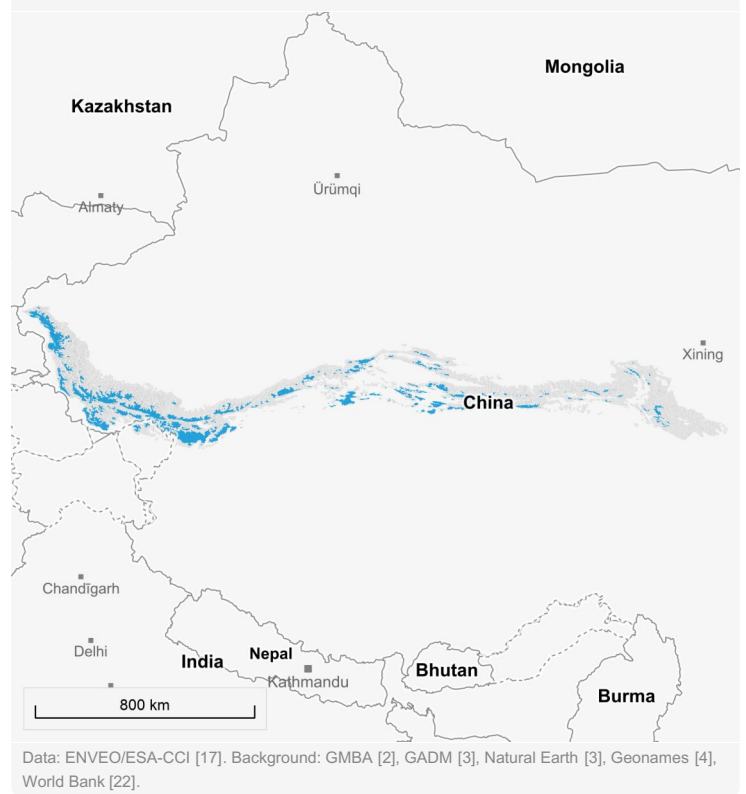 Mongolia
Kazakhstan
Ürümqi
Almaty
Xining
China
Chandīgarh
Delhi
India
Nepal
Kathmandu
Bhutan
Burma
800 km
Data: ENVEO/ESA-CCI [17]. Background: GMBA [2], GADM [3], Natural Earth [3], Geonames [4],
World Bank [22].